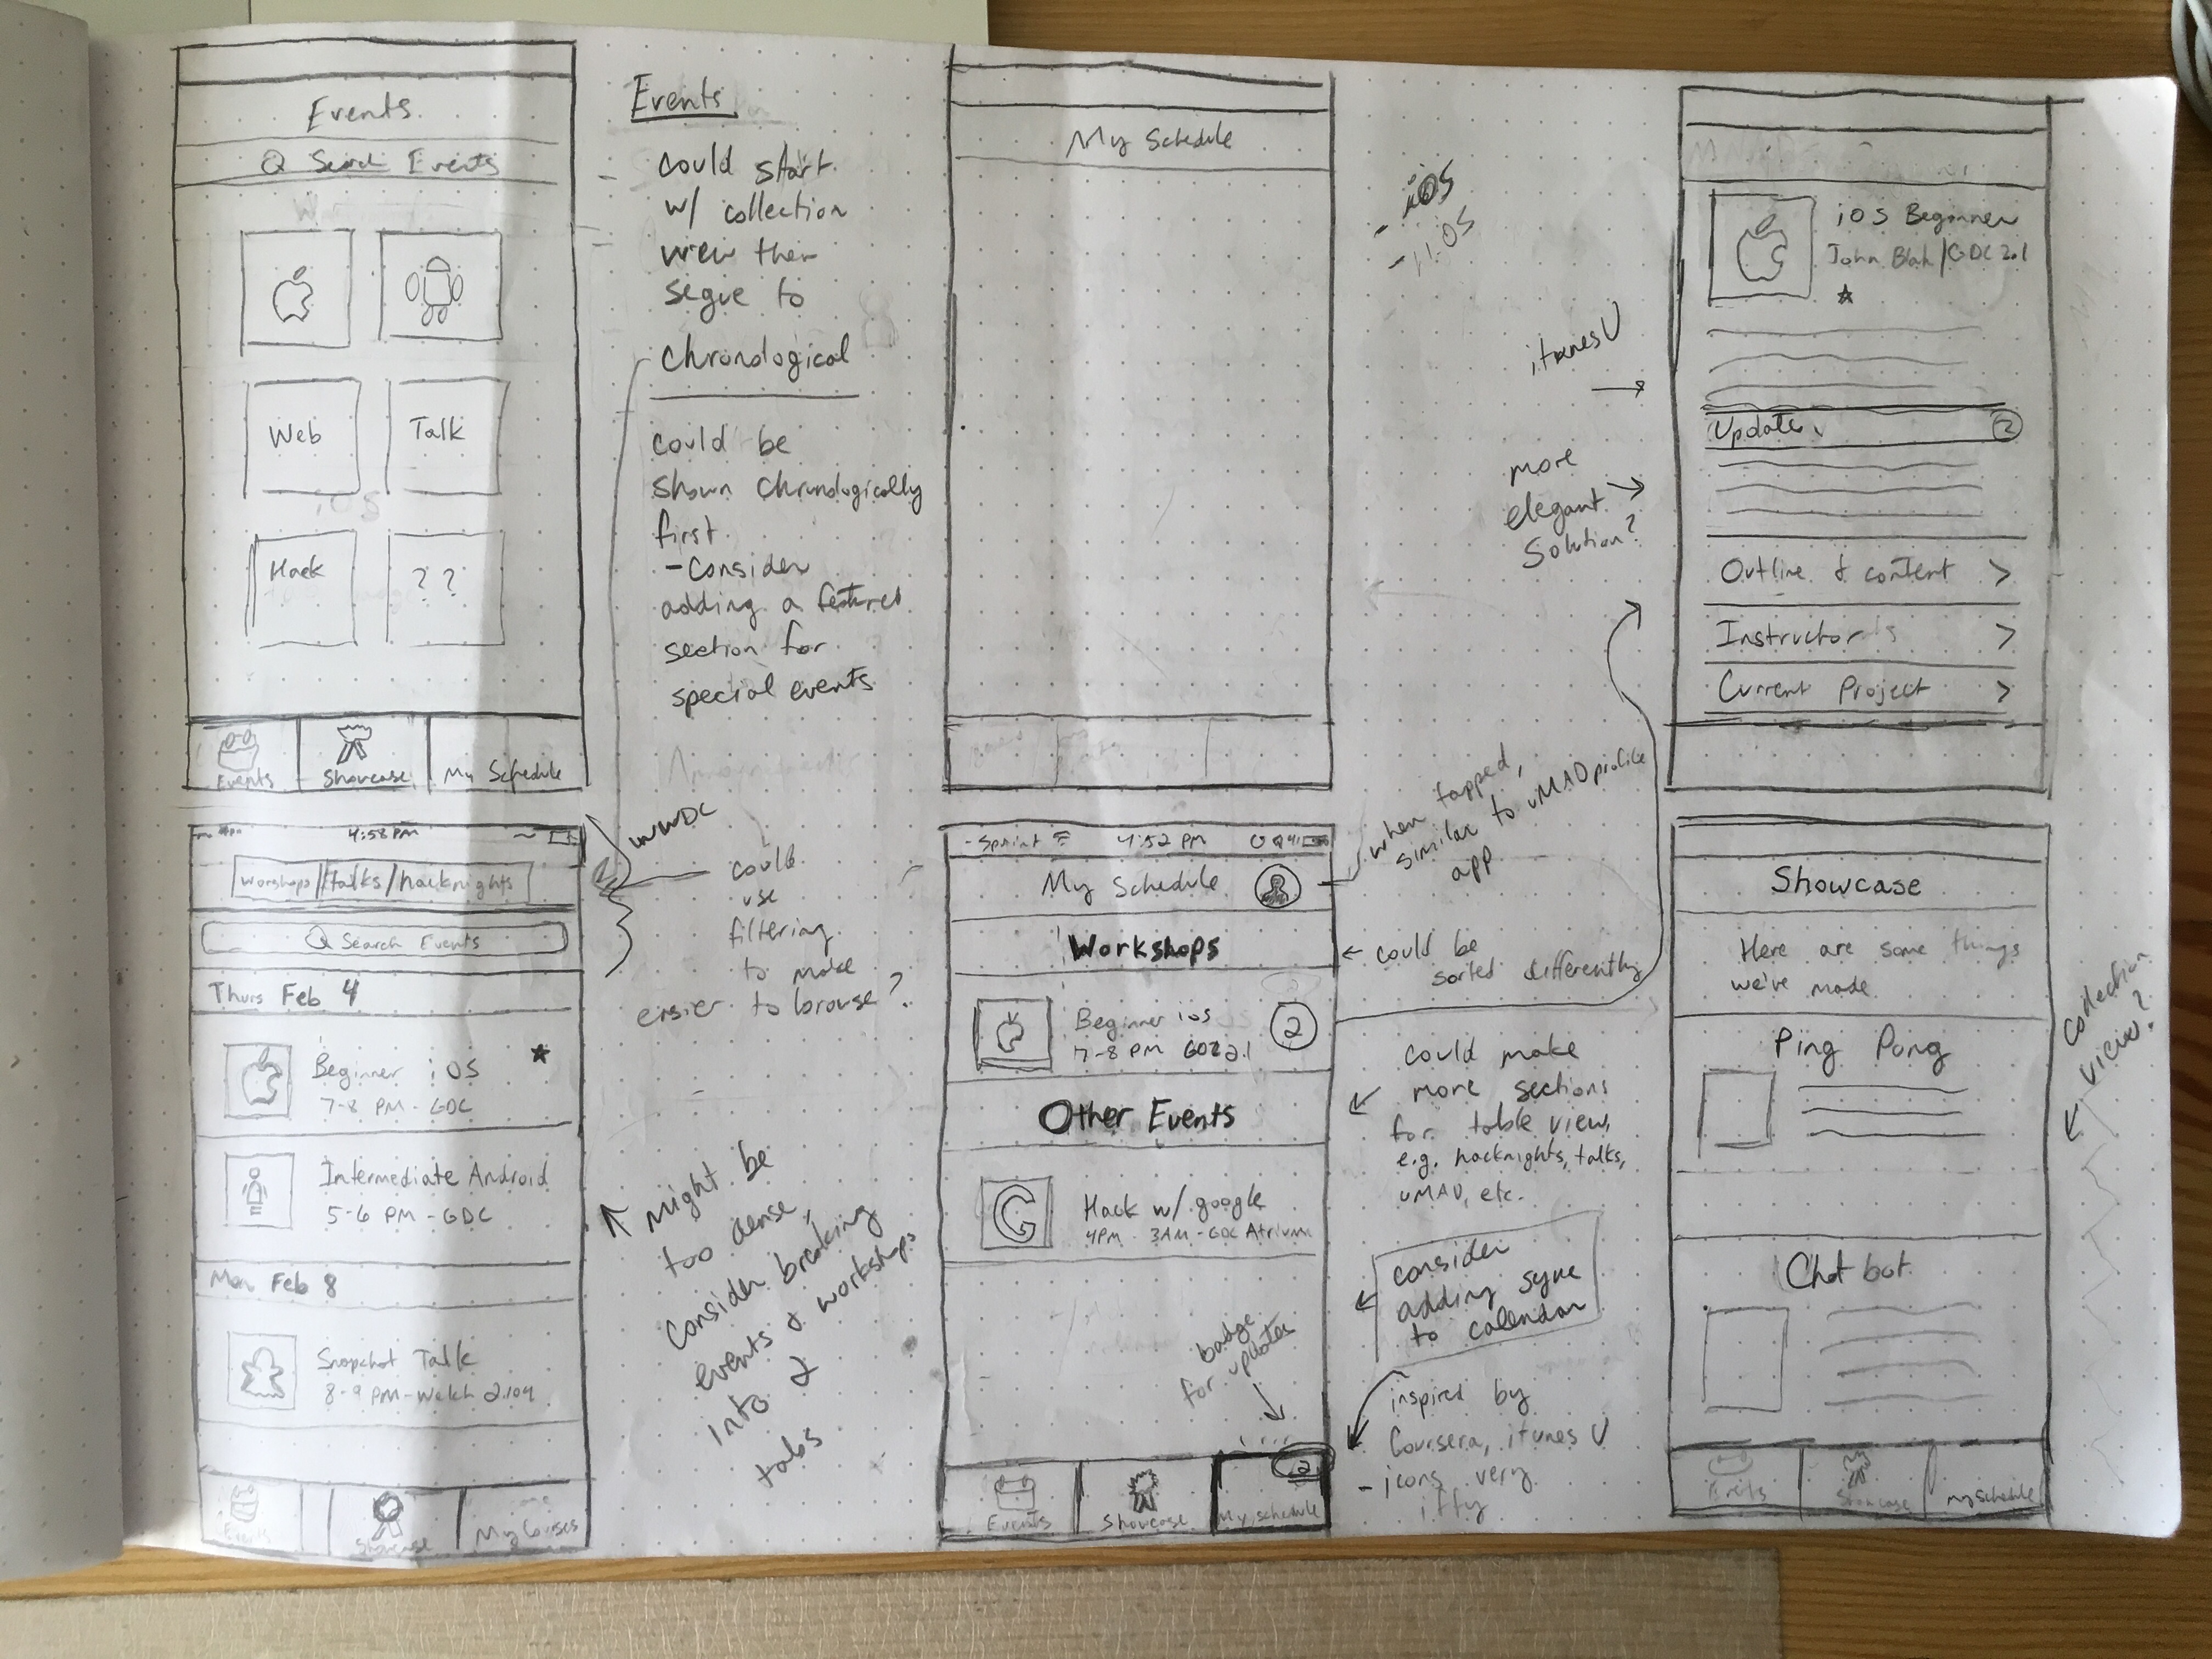 Events
Search Events
Web
Talk
Hack
? ?
Events
Showcase
My Schedule
Events
could start
w/ collection
view then
segue to
chronological
could be
shown chronologically
first.
- Consider
adding a featured
section for
special events
My Schedule
- iOS
- iOS
itunes U
more
elegant
solution?
iOS Beginner
John Blah/GDC 2.1
Updates
2
Outline & content >
Instructors >
Current Project >
4:58 PM
Worshops/talks/hacknights
Search Events
Thurs Feb 4
Beginner iOS
7-8 PM - GDC
Intermediate Android
5-6 PM - GDC
Mon Feb 8
Snapchat Talk
8-9 PM - Welch 2.104
Events
Showcase
My Courses
WWDC
could
use
filtering
to make
easier to browse?
might be
too dense,
consider breaking
events & workshops
into 2
tabs
Sprint
4:52 PM
My Schedule
Workshops
Beginner ios
7-8 PM GDC 2.1
2
Other Events
G
Hack w/ google
4PM - 3AM - GDC Atrium
badge
for updates
Events
Showcase
My schedule
2
when tapped,
similar to uMAD profile
app
could be
sorted differently
could make
more sections
for table view,
e.g. hacknights, talks,
uMAD, etc.
consider
adding sync
to calendar
inspired by
Coursera, itunes U
- icons very
iffy
Showcase
Here are some things
we've made
Ping Pong
Chat bot
Events
Showcase
My schedule
collection
view?